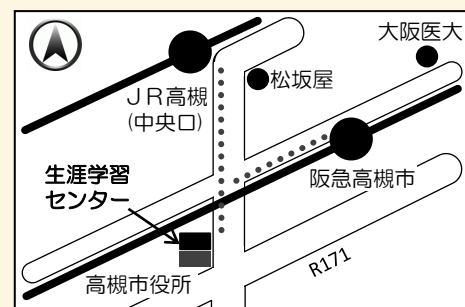 大阪医大
松坂屋
ＪＲ高槻
(中央口)
阪急高槻市
生涯学習
センター
高槻市役所
R171